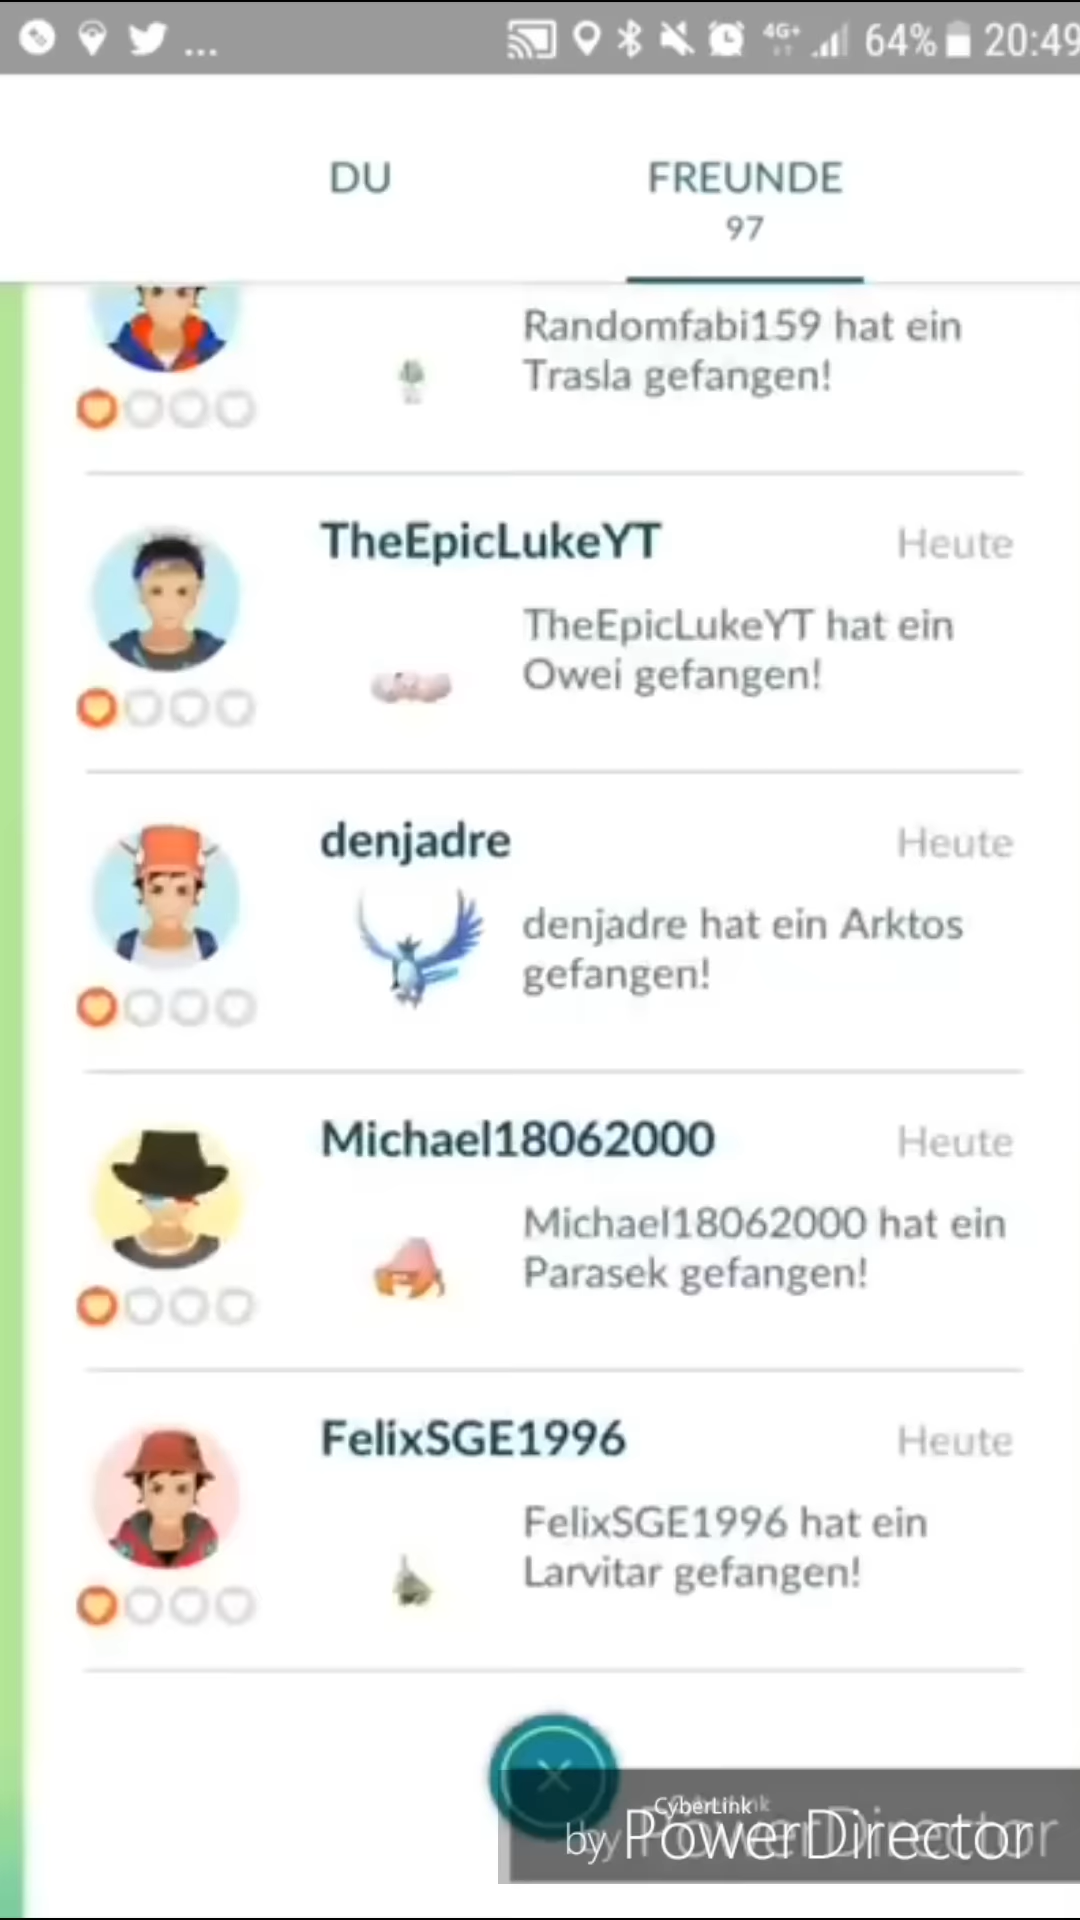 ... 4G+ 64% 20:49
DU FREUNDE
97
Randomfabi159 hat ein
Trasla gefangen!
TheEpicLukeYT Heute
TheEpicLukeYT hat ein
Owei gefangen!
denjadre Heute
denjadre hat ein Arktos
gefangen!
Michael18062000 Heute
Michael18062000 hat ein
Parasek gefangen!
FelixSGE1996 Heute
FelixSGE1996 hat ein
Larvitar gefangen!
CyberLink
by PowerDirector